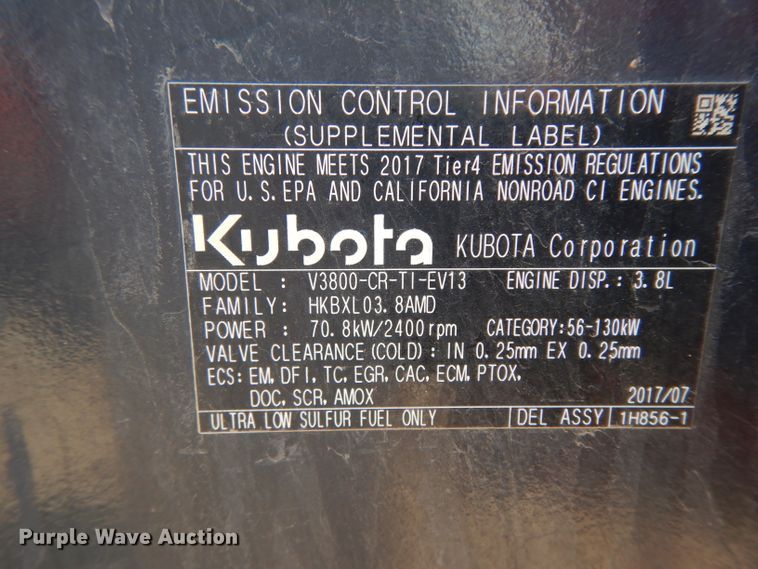 EMISSION CONTROL INFORMATION
(SUPPLEMENTAL LABEL)
THIS ENGINE MEETS 2017 Tier4 EMISSION REGULATIONS
FOR U.S.EPA AND CALIFORNIA NONROAD CI ENGINES.
Kubota KUBOTA Corporation
MODEL : V3800-CR-TI-EV13 ENGINE DISP.: 3.8L
FAMILY: HKBXL03.8AMD
POWER : 70.8kW/2400rpm CATEGORY:56-130kW
VALVE CLEARANCE(COLD): IN 0.25mm EX 0.25mm
ECS: EM, DFI, TC, EGR, CAC, ECM, PTOX,
DOC, SCR, AMOX 2017/07
ULTRA LOW SULFUR FUEL ONLY DEL ASSY 1H856-1
Purple Wave Auction